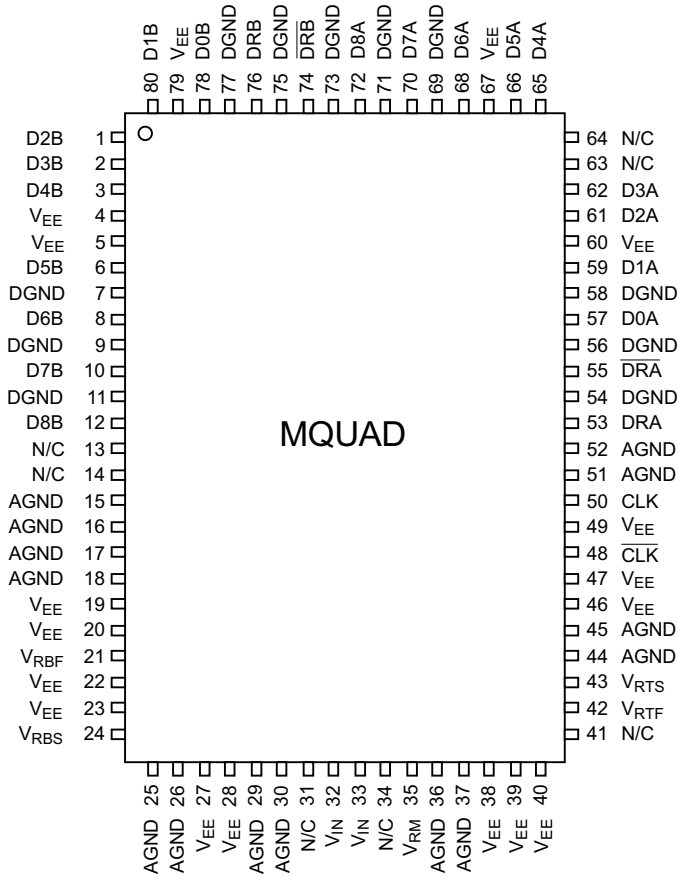 80 D1B
79 VEE
78 D0B
77 DGND
76 DRB
75 DGND
74 D̅R̅B̅
73 DGND
72 D8A
71 DGND
70 D7A
69 DGND
68 D6A
67 VEE
66 D5A
65 D4A
D2B 1
D3B 2
D4B 3
VEE 4
VEE 5
D5B 6
DGND 7
D6B 8
DGND 9
D7B 10
DGND 11
D8B 12
N/C 13
N/C 14
AGND 15
AGND 16
AGND 17
AGND 18
VEE 19
VEE 20
VRBF 21
VEE 22
VEE 23
VRBS 24
MQUAD
64 N/C
63 N/C
62 D3A
61 D2A
60 VEE
59 D1A
58 DGND
57 D0A
56 DGND
55 D̅R̅A̅
54 DGND
53 DRA
52 AGND
51 AGND
50 CLK
49 VEE
48 C̅L̅K̅
47 VEE
46 VEE
45 AGND
44 AGND
43 VRTS
42 VRTF
41 N/C
AGND 25
AGND 26
VEE 27
VEE 28
AGND 29
AGND 30
N/C 31
VIN 32
VIN 33
N/C 34
VRM 35
AGND 36
AGND 37
VEE 38
VEE 39
VEE 40